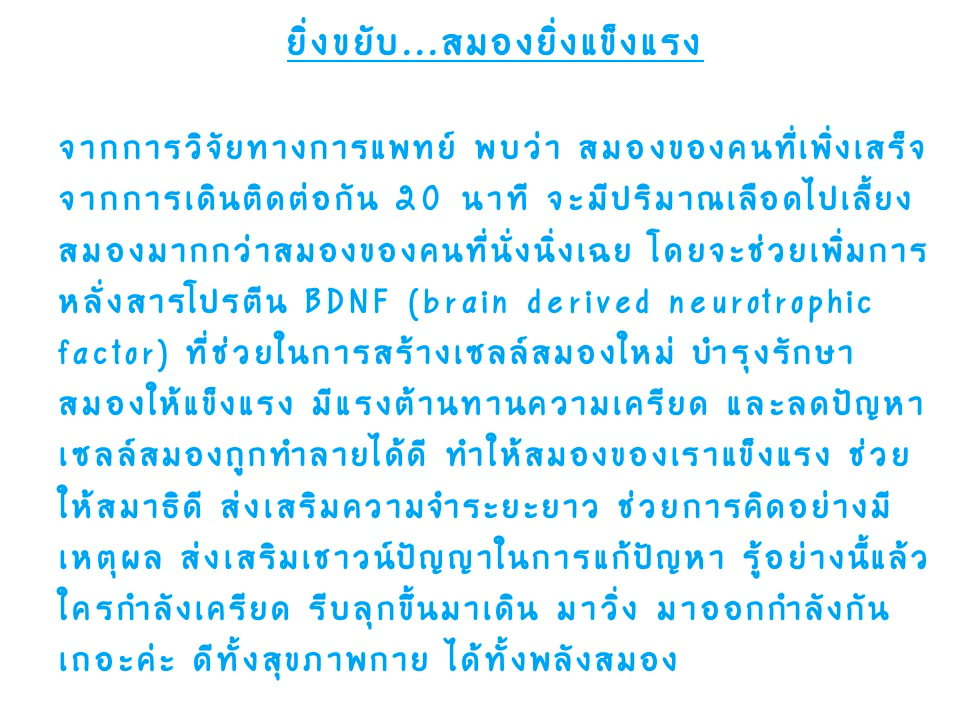 ยิ่งขยับ...สมองยิ่งแข็งแรง
จากการวิจัยทางการแพทย์ พบว่า สมองของคนที่เพิ่งเสร็จ
จากการเดินติดต่อกัน 20 นาที จะมีปริมาณเลือดไปเลี้ยง
สมองมากกว่าสมองของคนที่นั่งนิ่งเฉย โดยจะช่วยเพิ่มการ
หลั่งสารโปรตีน BDNF (brain derived neurotrophic
factor) ที่ช่วยในการสร้างเซลล์สมองใหม่ บำรุงรักษา
สมองให้แข็งแรง มีแรงต้านทานความเครียด และลดปัญหา
เซลล์สมองถูกทำลายได้ดี ทำให้สมองของเราแข็งแรง ช่วย
ให้สมาธิดี ส่งเสริมความจำระยะยาว ช่วยการคิดอย่างมี
เหตุผล ส่งเสริมเชาวน์ปัญญาในการแก้ปัญหา รู้อย่างนี้แล้ว
ใครกำลังเครียด รีบลุกขึ้นมาเดิน มาวิ่ง มาออกกำลังกัน
เถอะค่ะ ดีทั้งสุขภาพกาย ได้ทั้งพลังสมอง